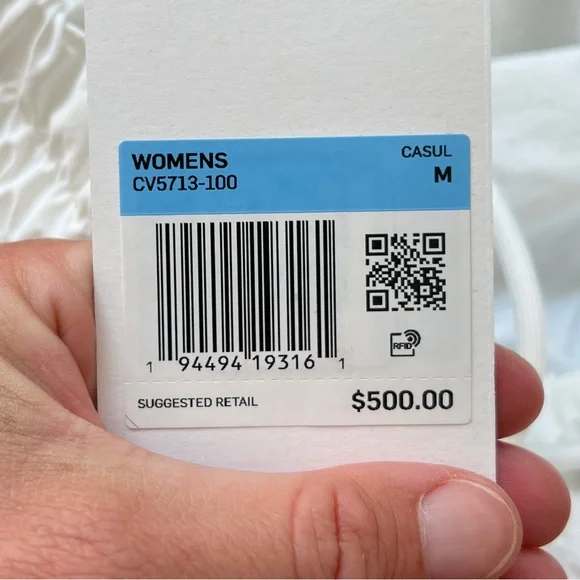 WOMENS
CASUL
CV5713-100
M
RFID
1 94494 19316 1
SUGGESTED RETAIL
$500.00